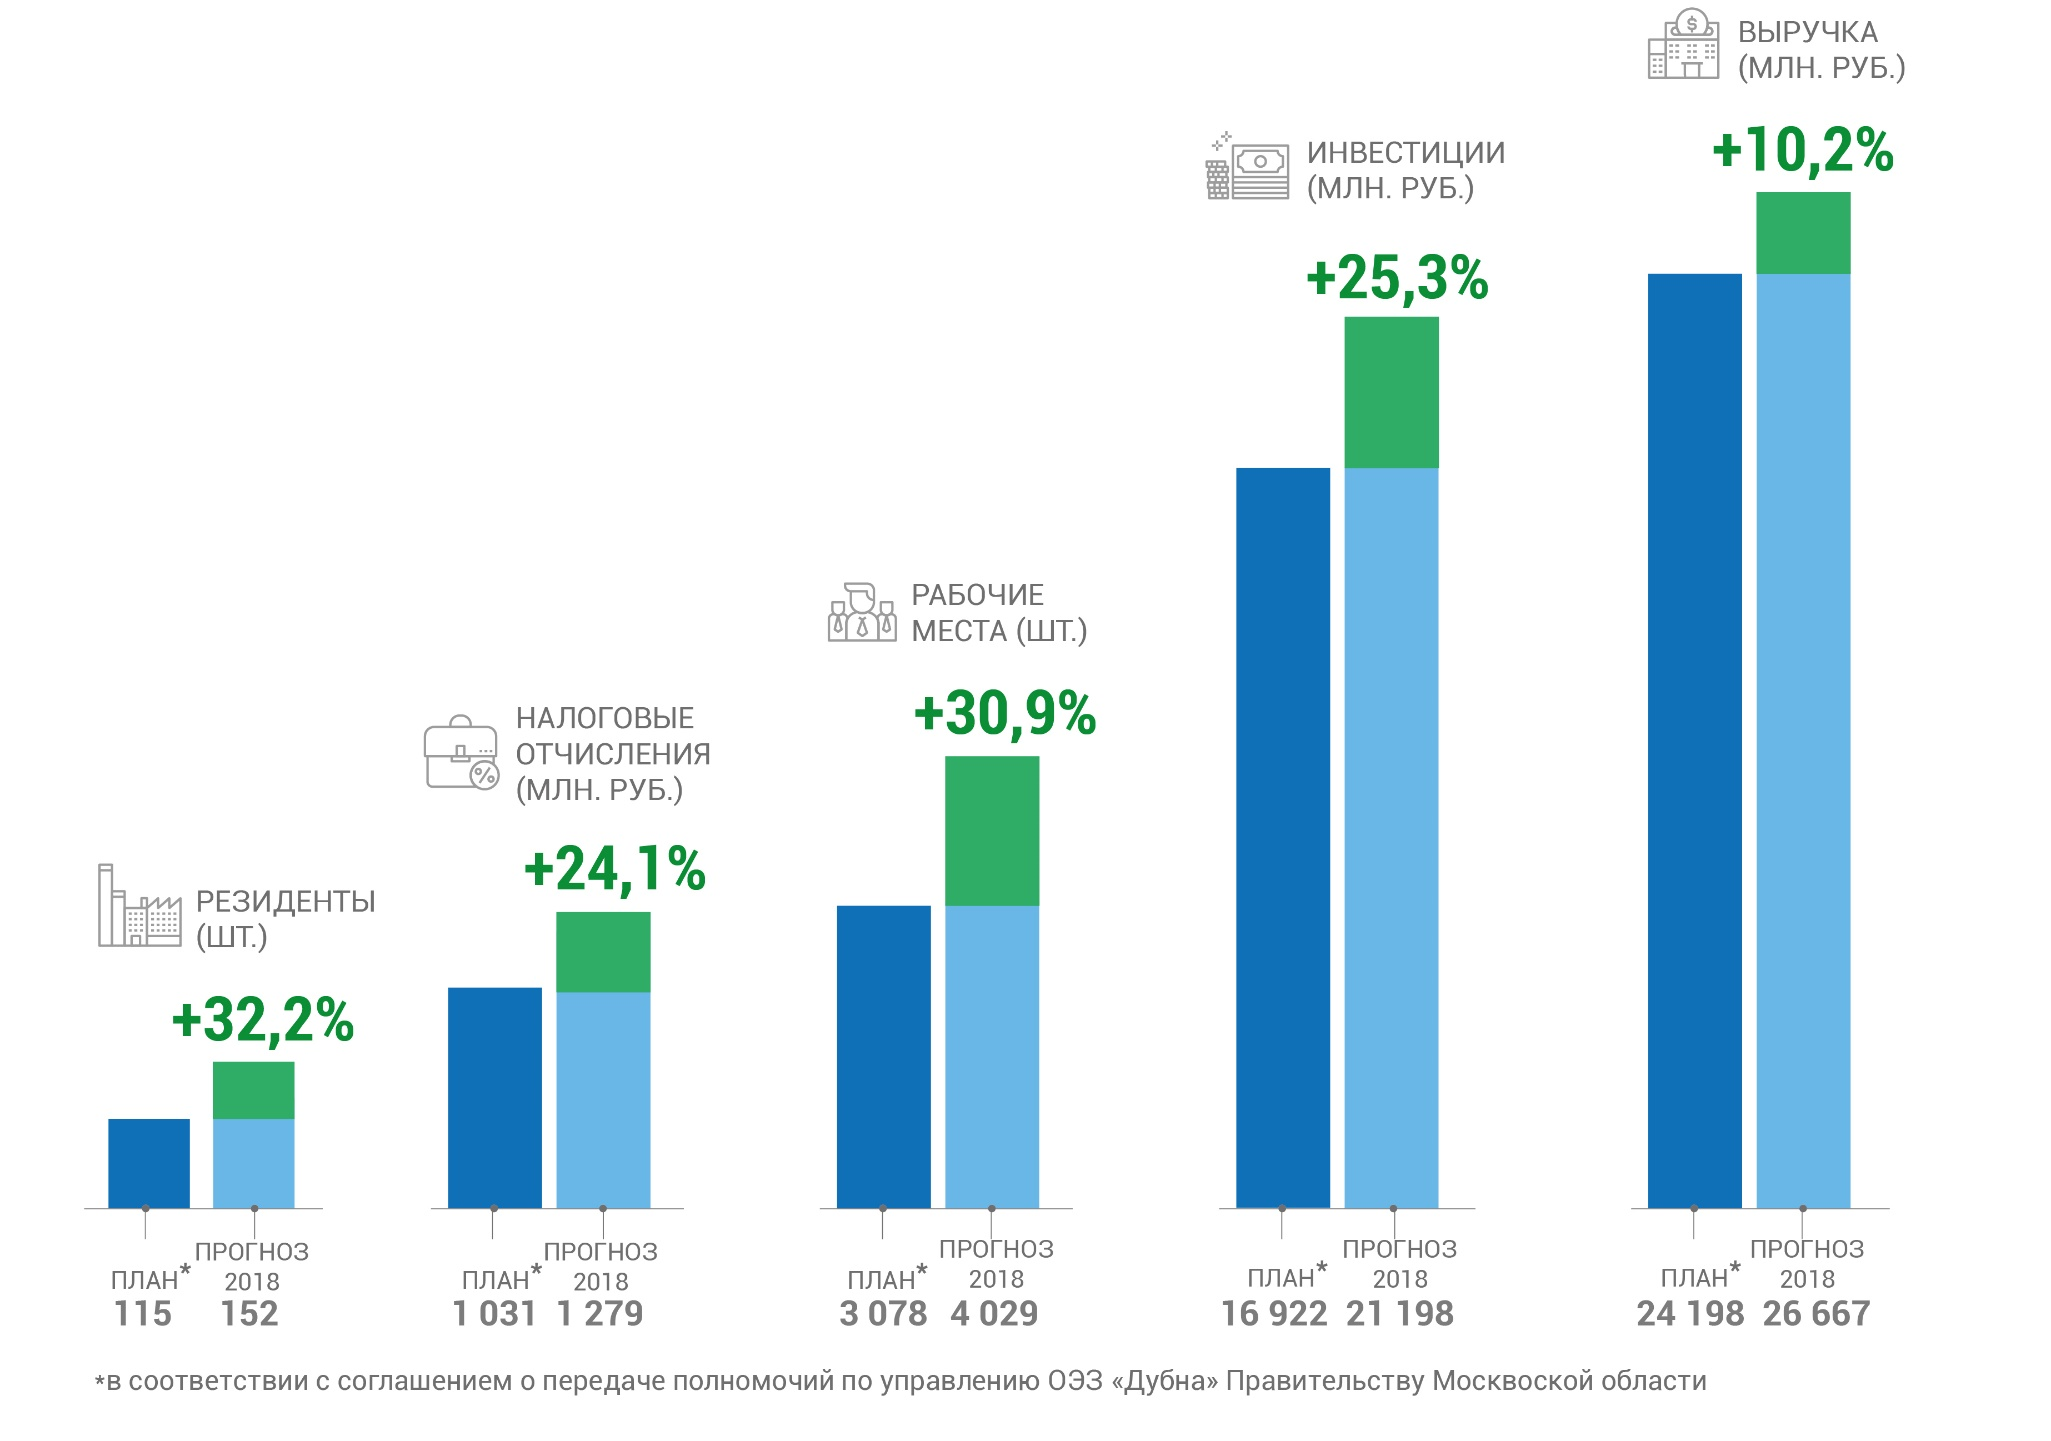 РЕЗИДЕНТЫ
(ШТ.)
+32,2%
ПЛАН*
115
ПРОГНОЗ
2018
152
НАЛОГОВЫЕ
ОТЧИСЛЕНИЯ
(МЛН. РУБ.)
%
+24,1%
ПЛАН*
1 031
ПРОГНОЗ
2018
1 279
РАБОЧИЕ
МЕСТА (ШТ.)
+30,9%
ПЛАН*
3 078
ПРОГНОЗ
2018
4 029
ИНВЕСТИЦИИ
(МЛН. РУБ.)
+25,3%
ПЛАН*
16 922
ПРОГНОЗ
2018
21 198
$
ВЫРУЧКА
(МЛН. РУБ.)
+10,2%
ПЛАН*
24 198
ПРОГНОЗ
2018
26 667
*в соответствии с соглашением о передаче полномочий по управлению ОЭЗ «Дубна» Правительству Москвоской области